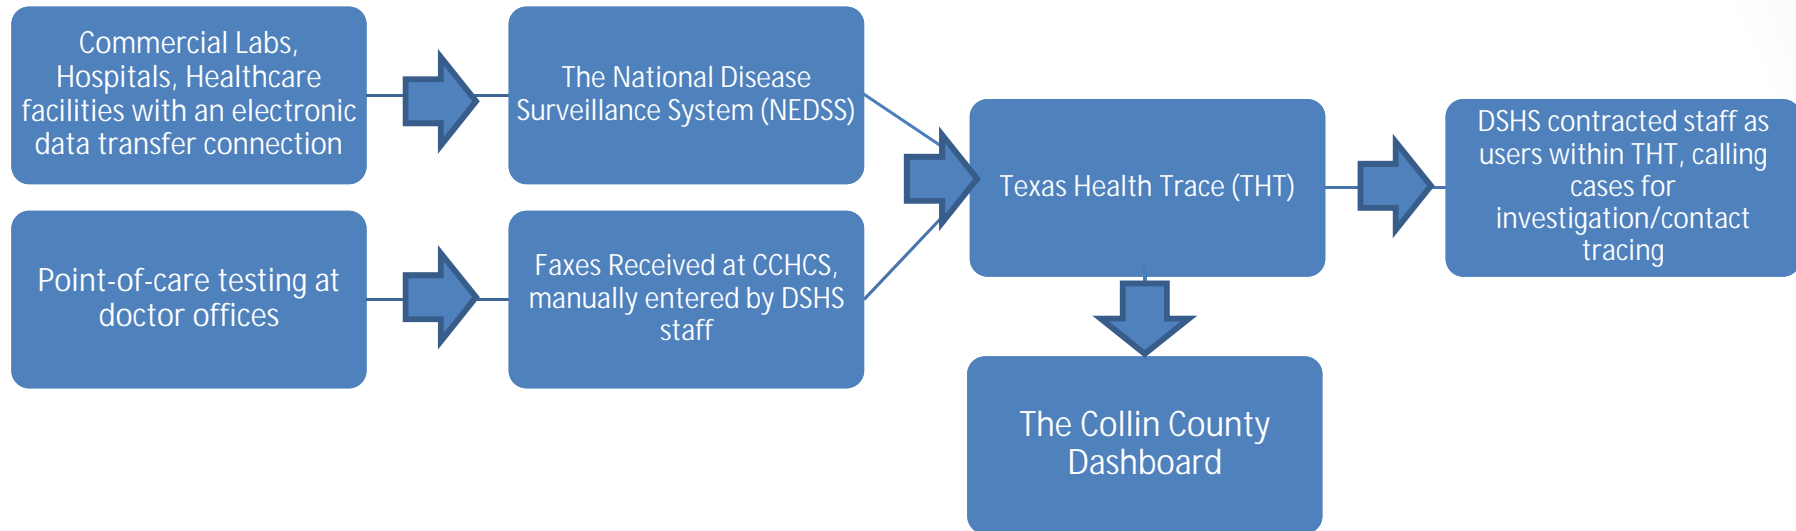 Commercial Labs,
Hospitals, Healthcare
facilities with an electronic
data transfer connection
The National Disease
Surveillance System (NEDSS)
Point-of-care testing at
doctor offices
Faxes Received at CCHCS,
manually entered by DSHS
staff
Texas Health Trace (THT)
DSHS contracted staff as
users within THT, calling
cases for
investigation/contact
tracing
The Collin County
Dashboard